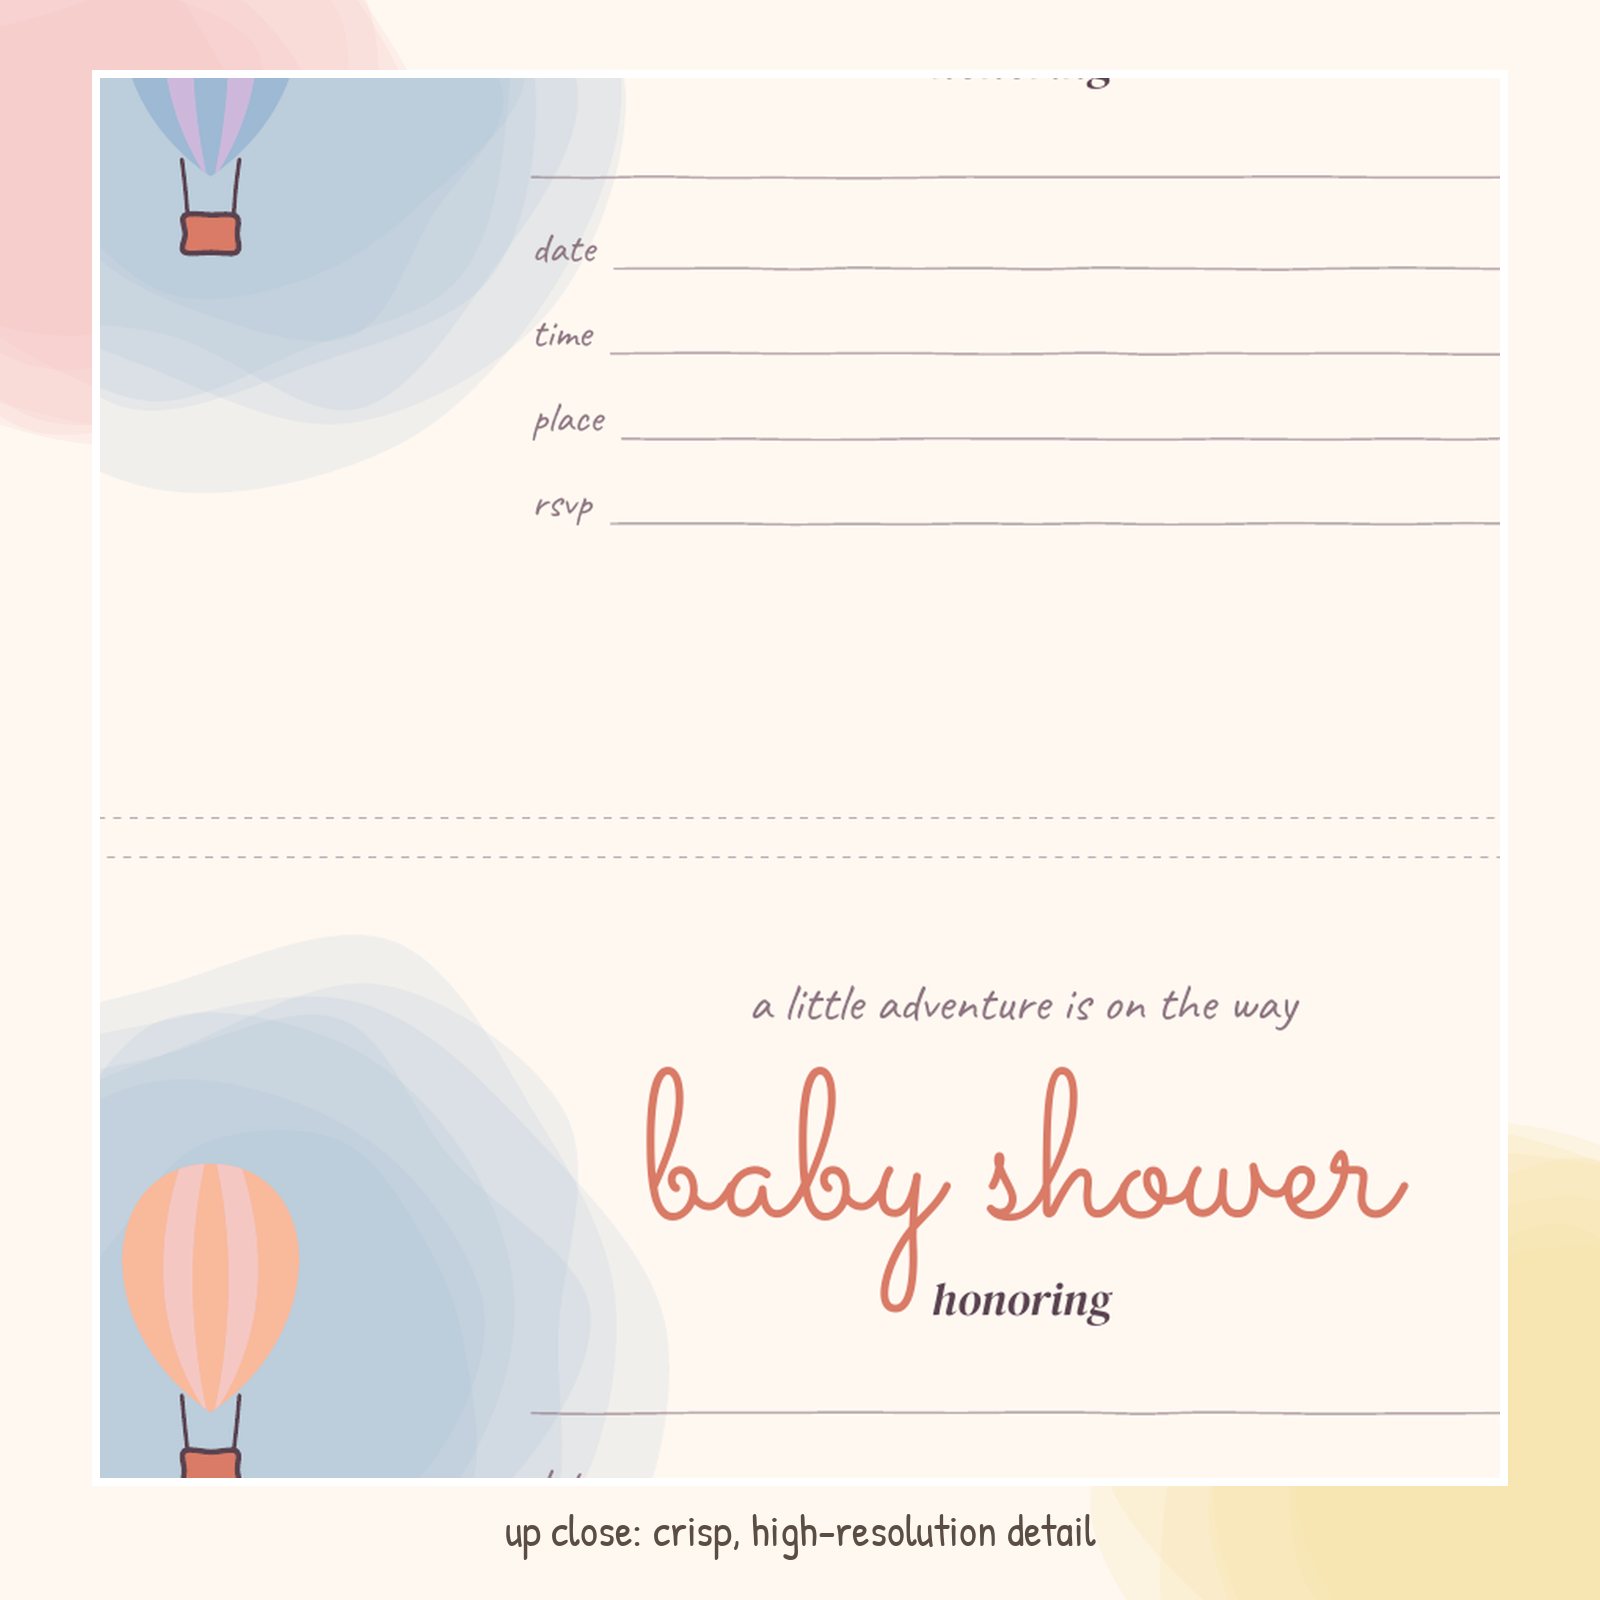 date
time
place
rsvp
a little adventure is on the way
baby shower
honoring
up close: crisp, high-resolution detail